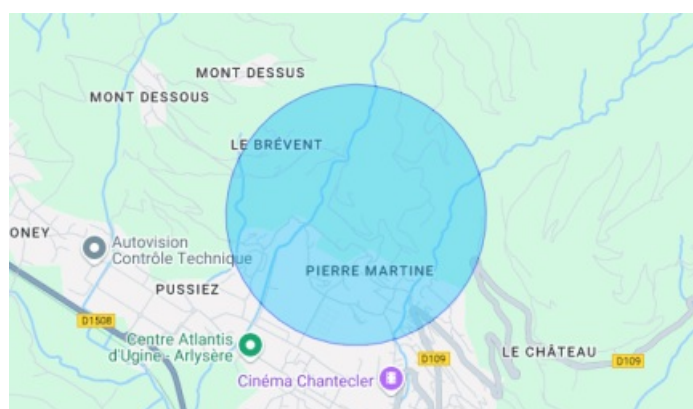 MONT DESSUS
MONT DESSOUS
LE BRÉVENT
ONEY
Autovision
Contrôle Technique
PIERRE MARTINE
PUSSIEZ
D1508
Centre Atlantis
d'Ugine - Arlysère
LE CHÂTEAU
D109
D109
Cinéma Chantecler